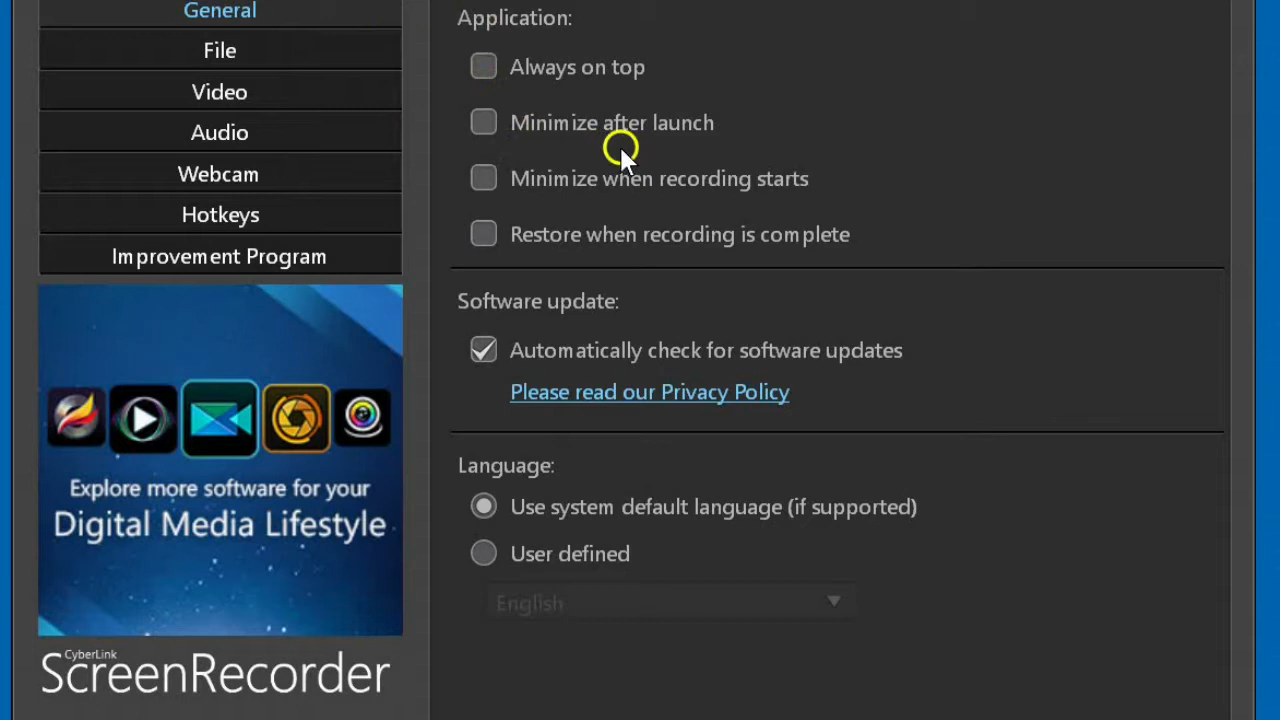 General
File
Video
Audio
Webcam
Hotkeys
Improvement Program
Explore more software for your
Digital Media Lifestyle
CyberLink
ScreenRecorder
Application:
Always on top
Minimize after launch
Minimize when recording starts
Restore when recording is complete
Software update:
Automatically check for software updates
Please read our Privacy Policy
Language:
Use system default language (if supported)
User defined
English